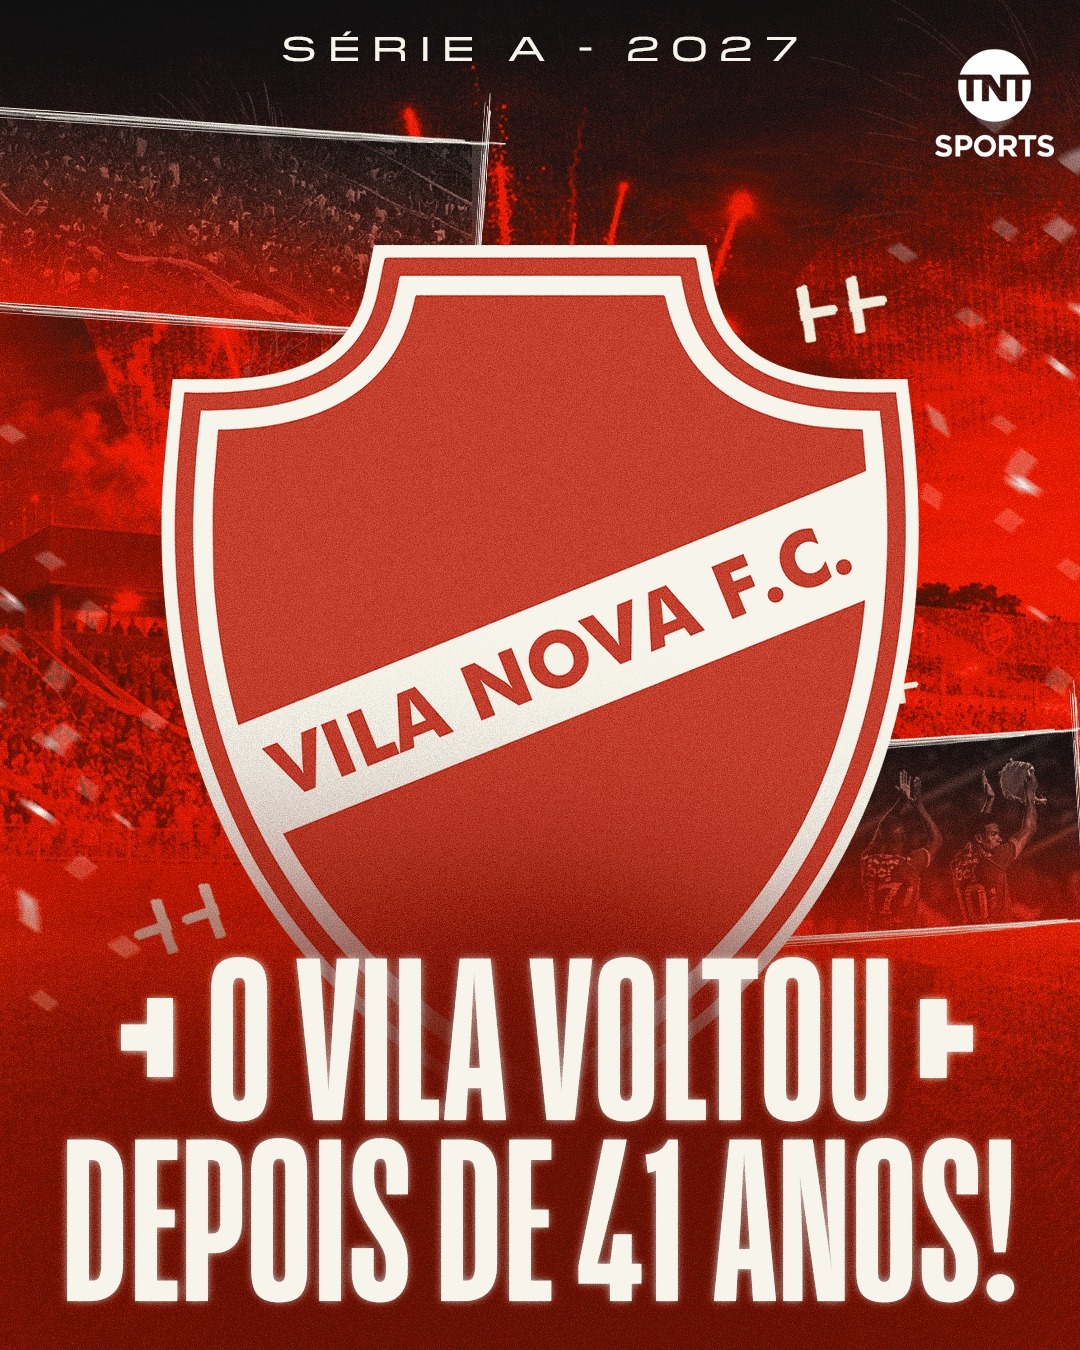 SÉRIE A - 2027
TNT
SPORTS
VILA NOVA F.C.
O VILA VOLTOU
DEPOIS DE 41 ANOS!